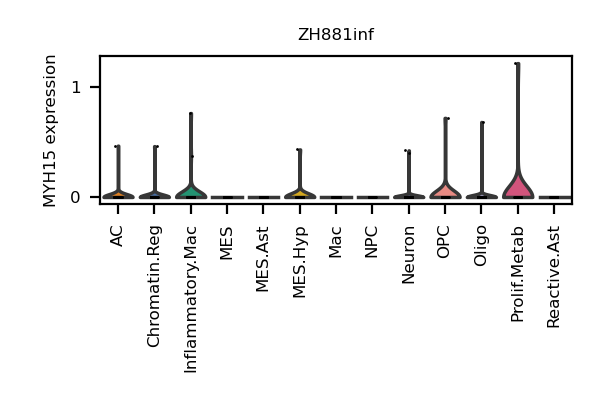 ZH881inf
MYH15 expression
1
0
AC
Chromatin.Reg
Inflammatory.Mac
MES
MES.Ast
MES.Hyp
Mac
NPC
Neuron
OPC
Oligo
Prolif.Metab
Reactive.Ast